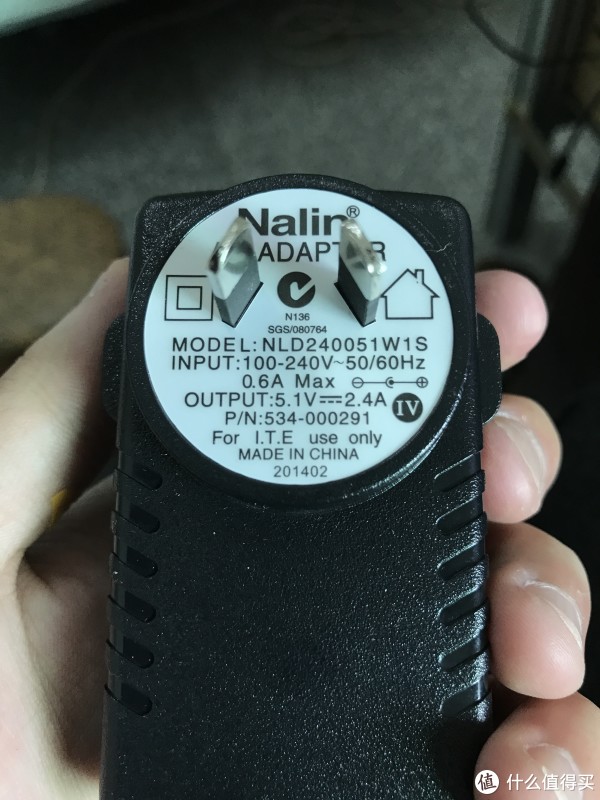 Nalin®
ADAPTER
N136
SGS/080764
MODEL:NLD240051W1S
INPUT:100-240V~50/60Hz
0.6A Max
OUTPUT:5.1V⎓2.4A
IV
P/N:534-000291
For I.T.E use only
MADE IN CHINA
201402
值 什么值得买